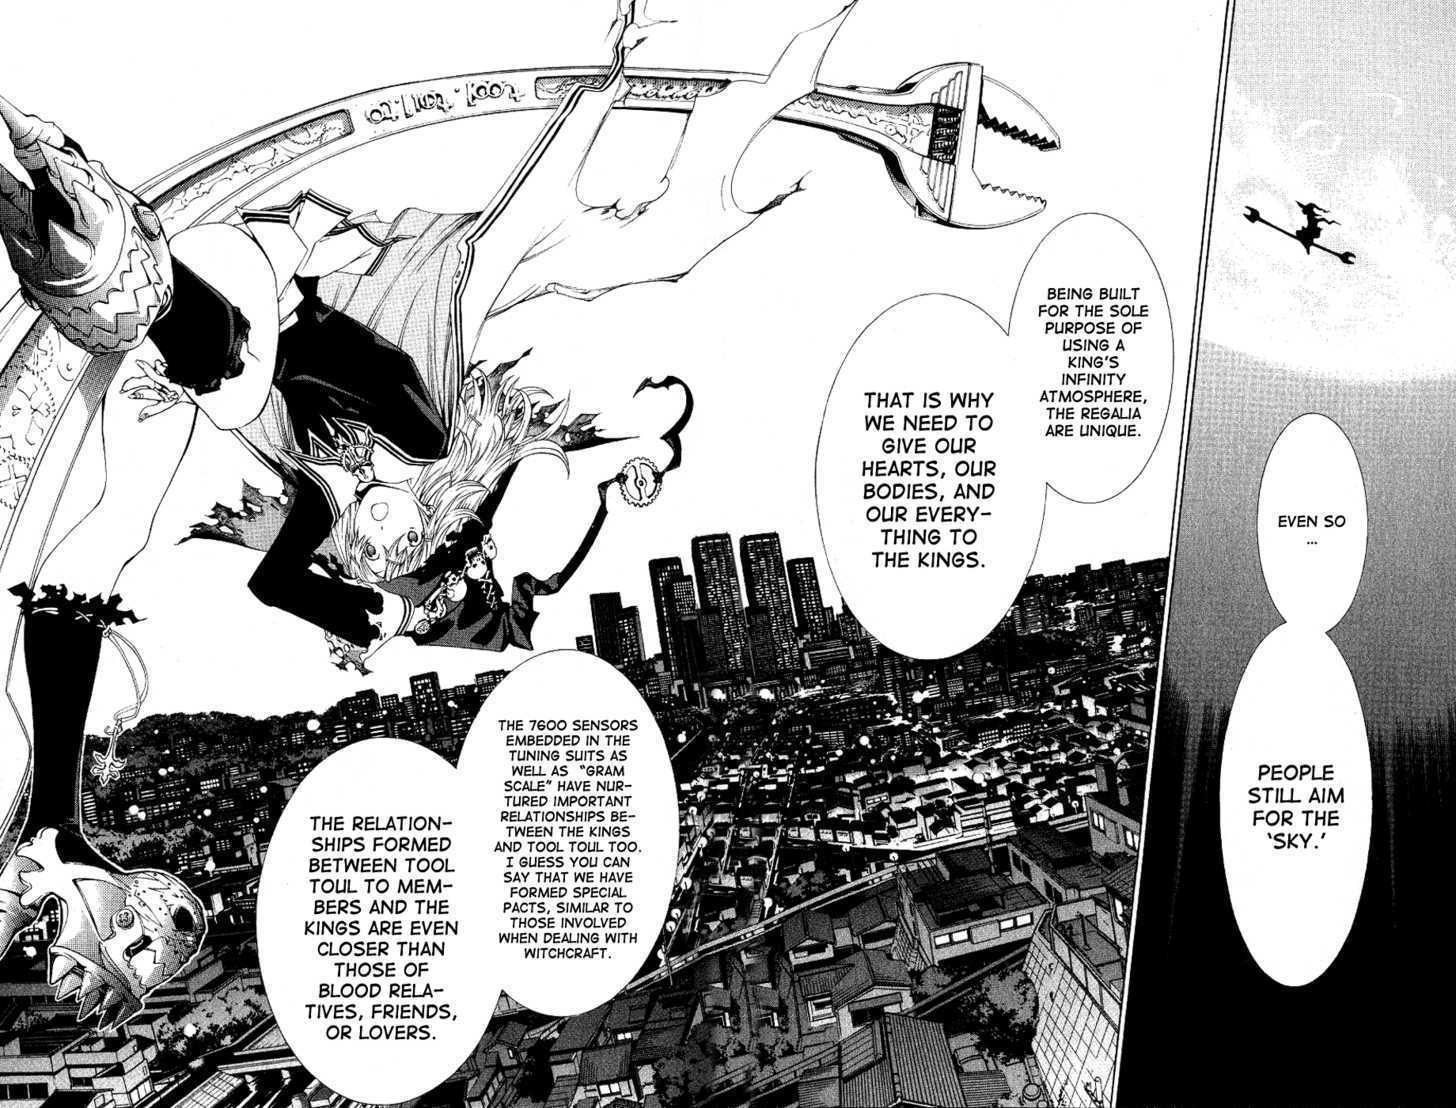 EVEN SO
...
PEOPLE
STILL AIM
FOR THE
'SKY.'
BEING BUILT
FOR THE SOLE
PURPOSE OF
USING A
KING'S
INFINITY
ATMOSPHERE,
THE REGALIA
ARE UNIQUE.
THAT IS WHY
WE NEED TO
GIVE OUR
HEARTS, OUR
BODIES, AND
OUR EVERY-
THING TO
THE KINGS.
THE 7600 SENSORS
EMBEDDED IN THE
TUNING SUITS AS
WELL AS "GRAM
SCALE" HAVE NUR-
TURED IMPORTANT
RELATIONSHIPS BE-
TWEEN THE KINGS
AND TOOL TOUL TOO.
I GUESS YOU CAN
SAY THAT WE HAVE
FORMED SPECIAL
PACTS, SIMILAR TO
THOSE INVOLVED
WHEN DEALING WITH
WITCHCRAFT.
THE RELATION-
SHIPS FORMED
BETWEEN TOOL
TOUL TO MEM-
BERS AND THE
KINGS ARE EVEN
CLOSER THAN
THOSE OF
BLOOD RELA-
TIVES, FRIENDS,
OR LOVERS.